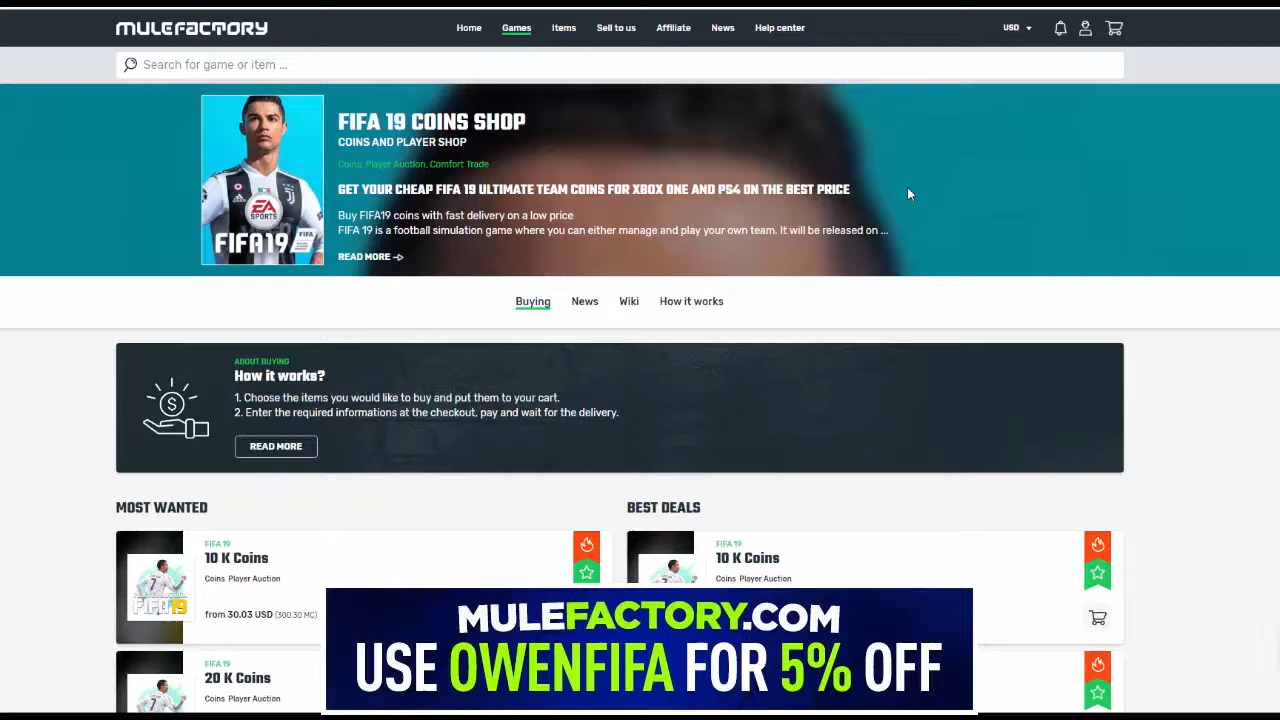 MULEFACTORY
Home Games Items Sell to us Affiliate News Help center USD
Search for game or item ...
FIFA 19 COINS SHOP
COINS AND PLAYER SHOP
Coins, Player Auction, Comfort Trade
GET YOUR CHEAP FIFA 19 ULTIMATE TEAM COINS FOR XBOX ONE AND PS4 ON THE BEST PRICE
Buy FIFA19 coins with fast delivery on a low price
FIFA 19 is a football simulation game where you can either manage and play your own team. It will be released on ...
READ MORE
EA SPORTS
FIFA19
FIFA
Buying News Wiki How it works
ABOUT BUYING
How it works?
1. Choose the items you would like to buy and put them to your cart.
2. Enter the required informations at the checkout, pay and wait for the delivery.
READ MORE
MOST WANTED
FIFA 19
10 K Coins
Coins Player Auction
from 30.03 USD (300.30 MC)
7
FIFA19
FIFA 19
20 K Coins
Coins Player Auction
BEST DEALS
FIFA 19
10 K Coins
Coins Player Auction
MULEFACTORY.COM
USE OWENFIFA FOR 5% OFF